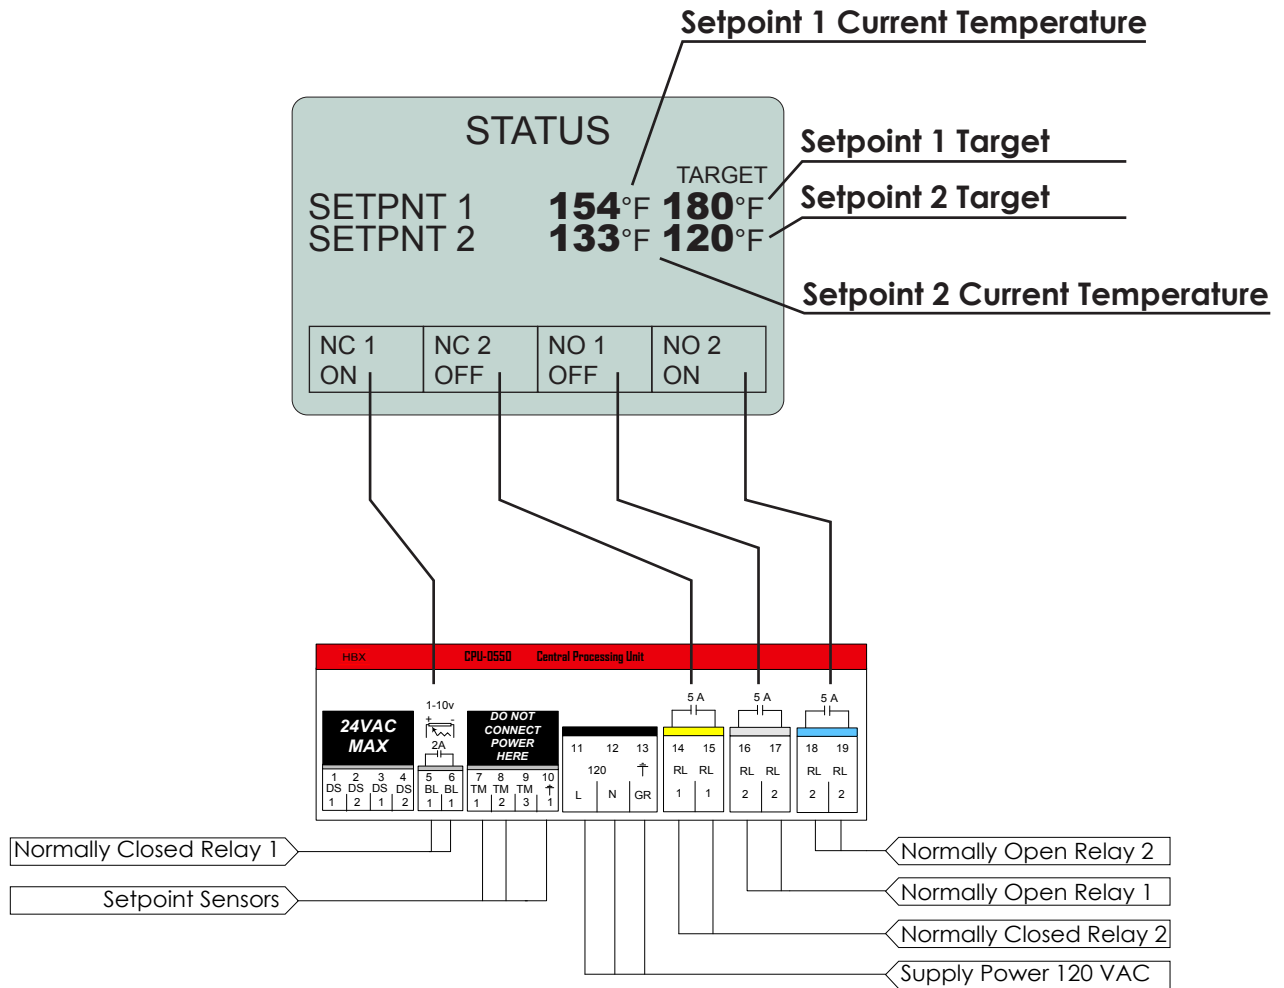 Setpoint 1 Current Temperature
STATUS
TARGET
Setpoint 1 Target
SETPNT 1 154°F 180°F
Setpoint 2 Target
SETPNT 2 133°F 120°F
Setpoint 2 Current Temperature
NC 1 NC 2 NO 1 NO 2
ON OFF OFF ON
HBX CPU-0550 Central Processing Unit
1-10v
+ -
2A
24VAC
MAX
DO NOT
CONNECT
POWER
HERE
5 A 5 A 5 A
1 2 3 4 5 6 7 8 9 10
DS DS DS DS BL BL TM TM TM
1 2 1 2 1 1 1 2 3 1
11 12 13
120
L N GR
14 15 16 17 18 19
RL RL RL RL RL RL
1 1 2 2 2 2
Normally Closed Relay 1
Setpoint Sensors
Normally Open Relay 2
Normally Open Relay 1
Normally Closed Relay 2
Supply Power 120 VAC